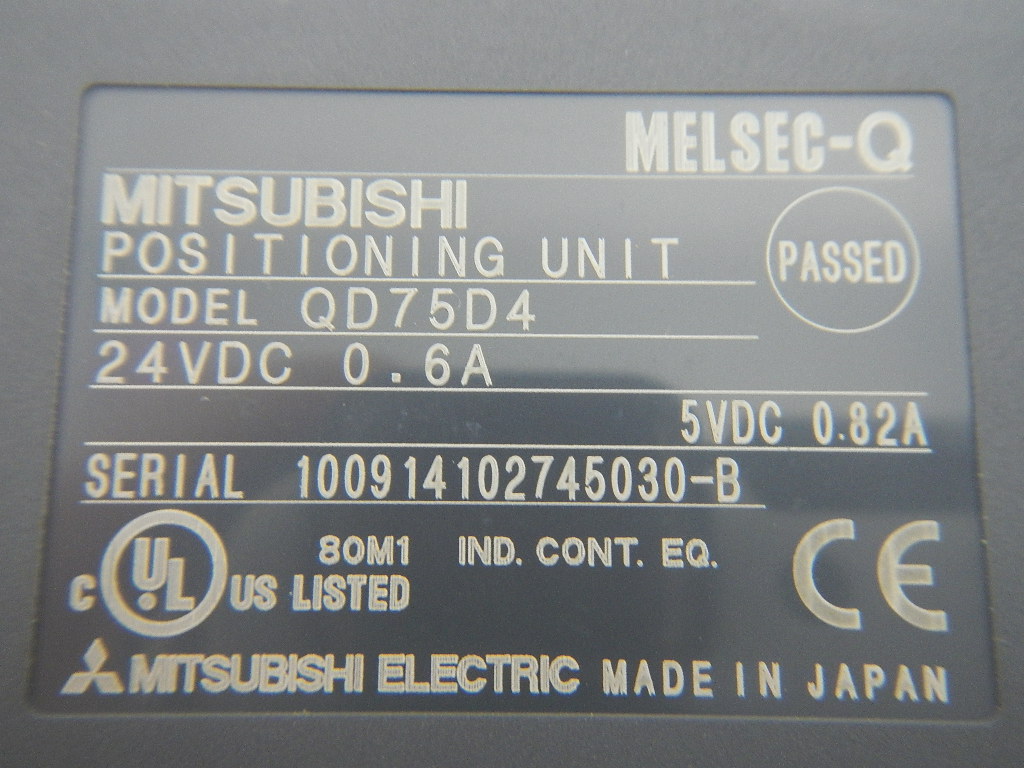 MELSEC-Q
MITSUBISHI
POSITIONING UNIT
PASSED
MODEL QD75D4
24VDC 0.6A
5VDC 0.82A
SERIAL 100914102745030-B
C UL US LISTED
80M1 IND. CONT. EQ.
CE
MITSUBISHI ELECTRIC MADE IN JAPAN